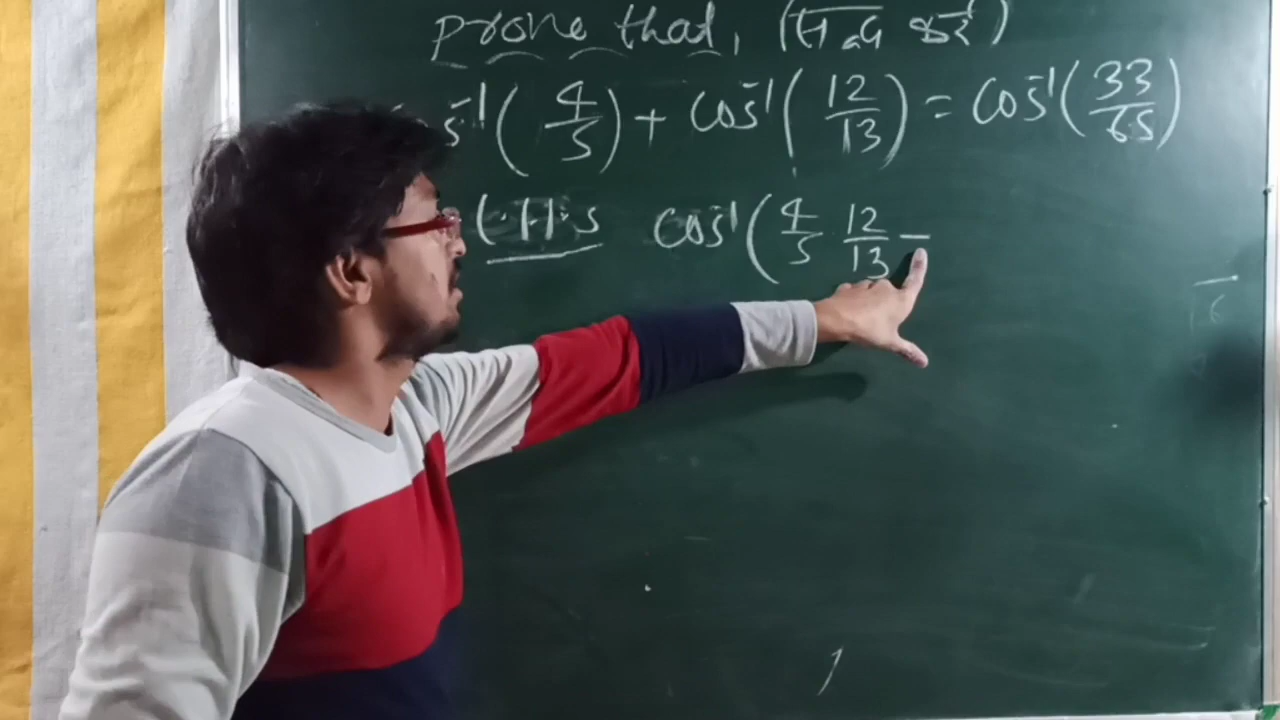 prove that, (सिद्ध करो)
s⁻¹(4/5) + cos⁻¹(12/13) = cos⁻¹(33/65)
L.H.S cos⁻¹(4/5 12/13 −